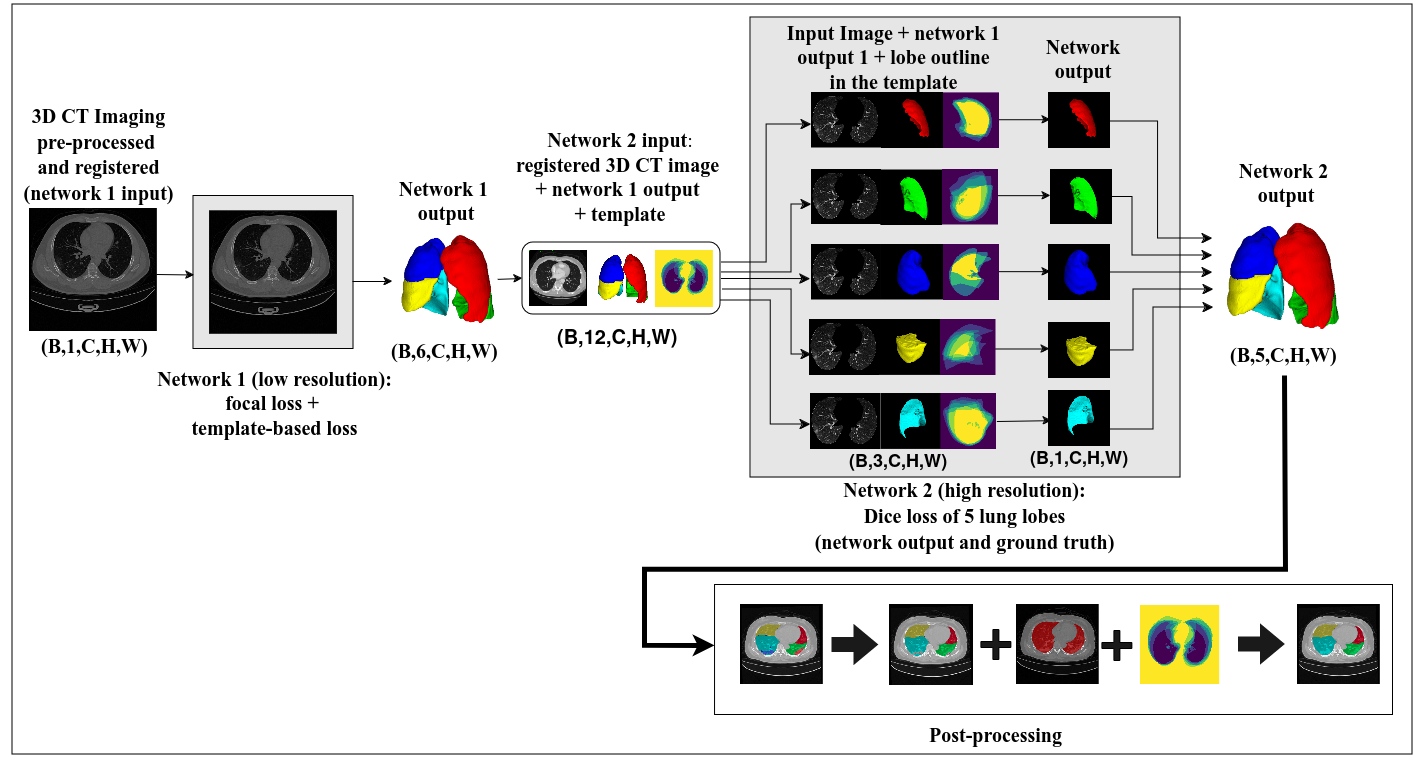 3D CT Imaging
pre-processed
and registered
(network 1 input)
(B,1,C,H,W)
Network 1 (low resolution):
focal loss +
template-based loss
Network 1
output
(B,6,C,H,W)
Network 2 input:
registered 3D CT image
+ network 1 output
+ template
(B,12,C,H,W)
Input Image + network 1
output 1 + lobe outline
in the template
Network
output
(B,3,C,H,W)
(B,1,C,H,W)
Network 2 (high resolution):
Dice loss of 5 lung lobes
(network output and ground truth)
Network 2
output
(B,5,C,H,W)
Post-processing